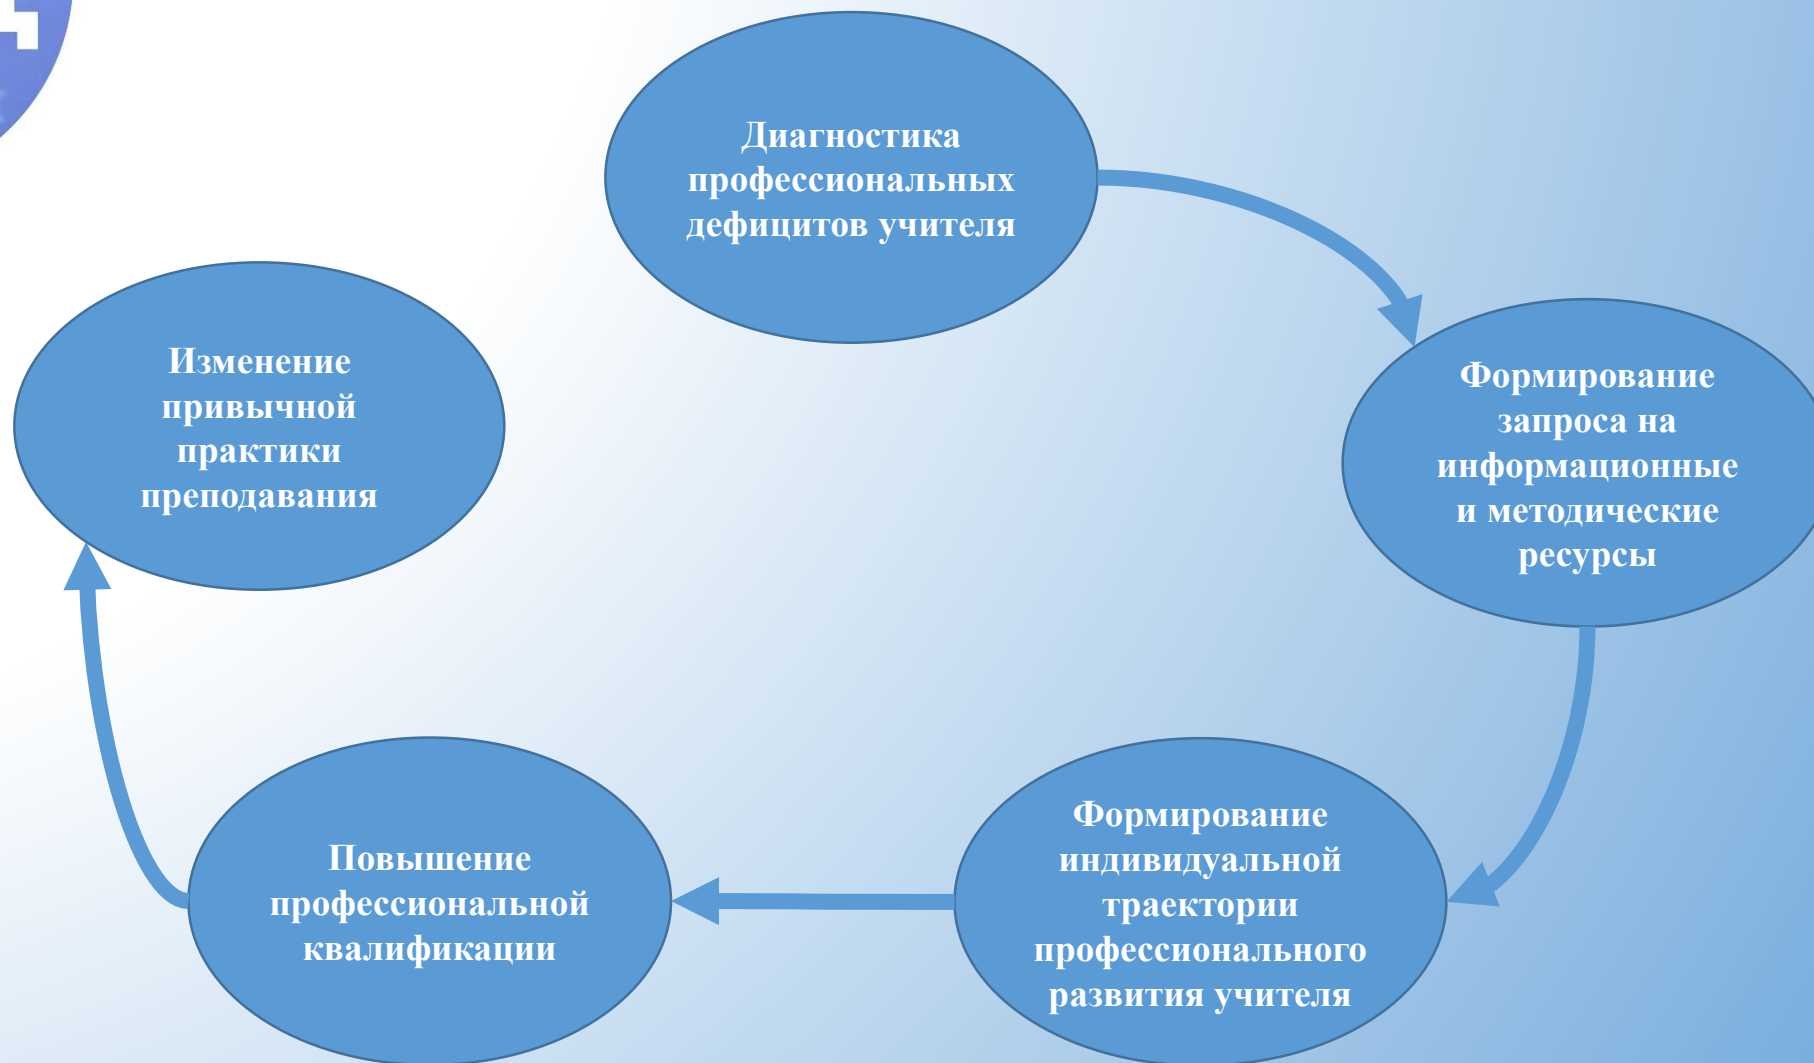 Диагностика
профессиональных
дефицитов учителя
Формирование
запроса на
информационные
и методические
ресурсы
Формирование
индивидуальной
траектории
профессионального
развития учителя
Повышение
профессиональной
квалификации
Изменение
привычной
практики
преподавания